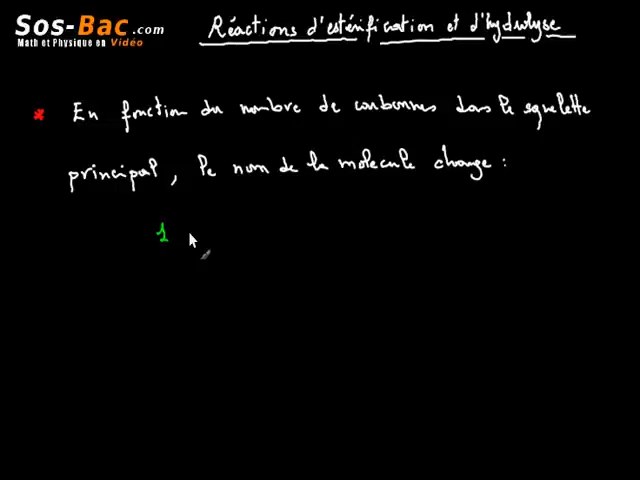 Sos-Bac.com
Math et Physique en Vidéo
Réactions d'estérification et d'hydrolyse
* En fonction du nombre de carbonnes dans le squelette
principal, le nom de la molécule change :
1